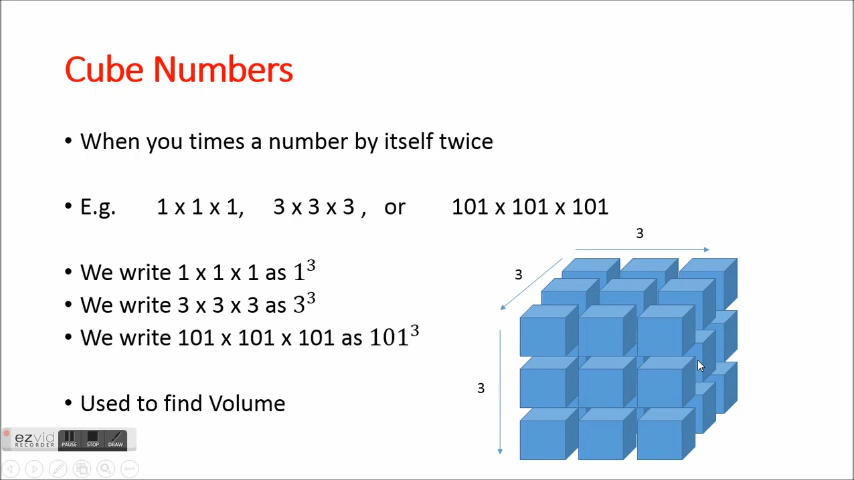 Cube Numbers
• When you times a number by itself twice
• E.g. 1 x 1 x 1, 3 x 3 x 3 , or 101 x 101 x 101
3
3
• We write 1 x 1 x 1 as 1³
• We write 3 x 3 x 3 as 3³
• We write 101 x 101 x 101 as 101³
3
• Used to find Volume
ezvid
RECORDER
PAUSE STOP DRAW